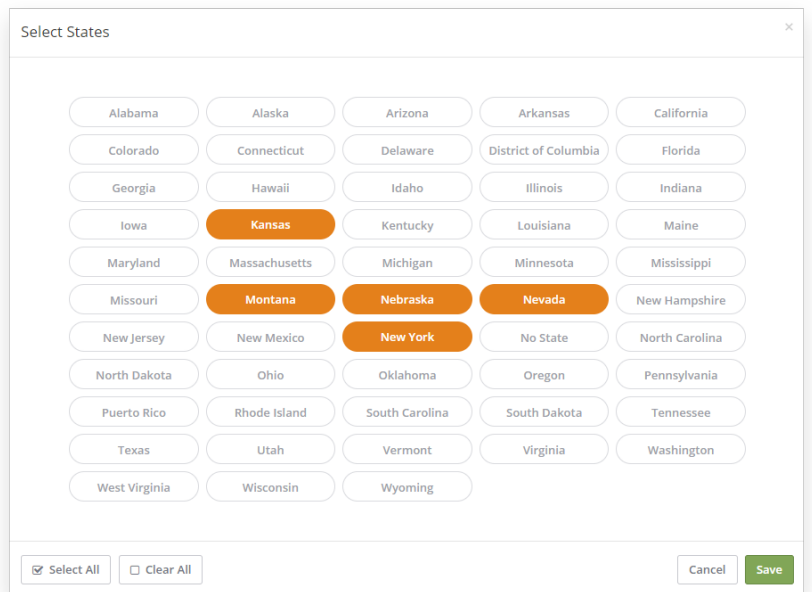 Select States
×
Alabama Alaska Arizona Arkansas California
Colorado Connecticut Delaware District of Columbia Florida
Georgia Hawaii Idaho Illinois Indiana
Iowa Kansas Kentucky Louisiana Maine
Maryland Massachusetts Michigan Minnesota Mississippi
Missouri Montana Nebraska Nevada New Hampshire
New Jersey New Mexico New York No State North Carolina
North Dakota Ohio Oklahoma Oregon Pennsylvania
Puerto Rico Rhode Island South Carolina South Dakota Tennessee
Texas Utah Vermont Virginia Washington
West Virginia Wisconsin Wyoming
Select All Clear All Cancel Save